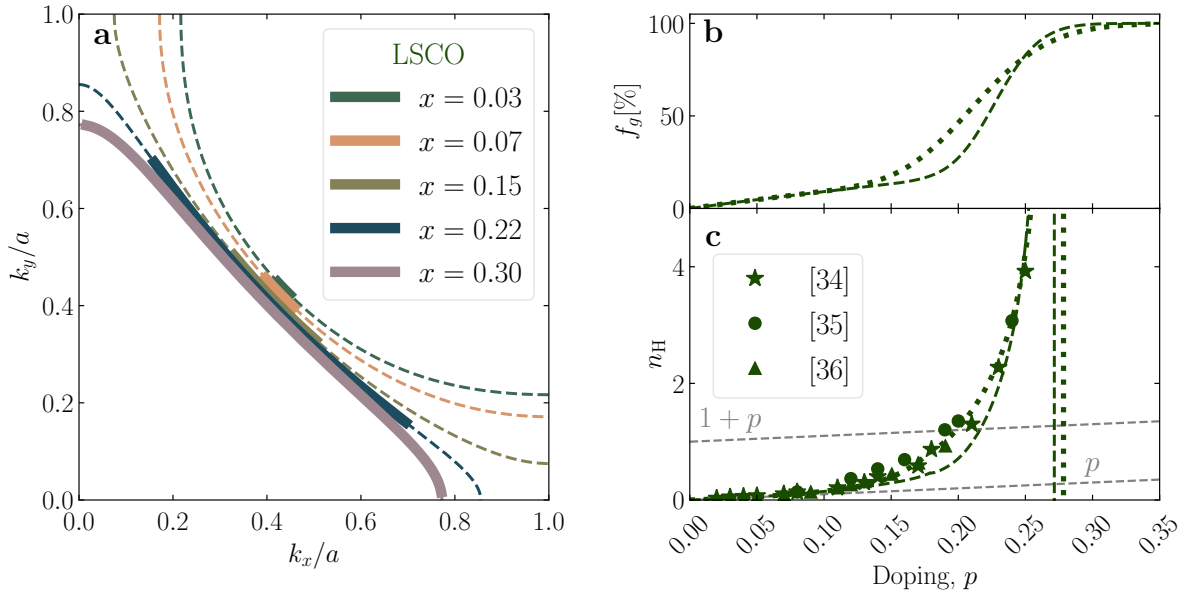 a
LSCO
x = 0.03
x = 0.07
x = 0.15
x = 0.22
x = 0.30
1.0
0.8
0.6
0.4
0.2
0.0
k_y/a
0.0 0.2 0.4 0.6 0.8 1.0
k_x/a
b
100
50
0
f_g[%]
c
[34]
[35]
[36]
4
2
0
n_H
1 + p
p
0.00 0.05 0.10 0.15 0.20 0.25 0.30 0.35
Doping, p